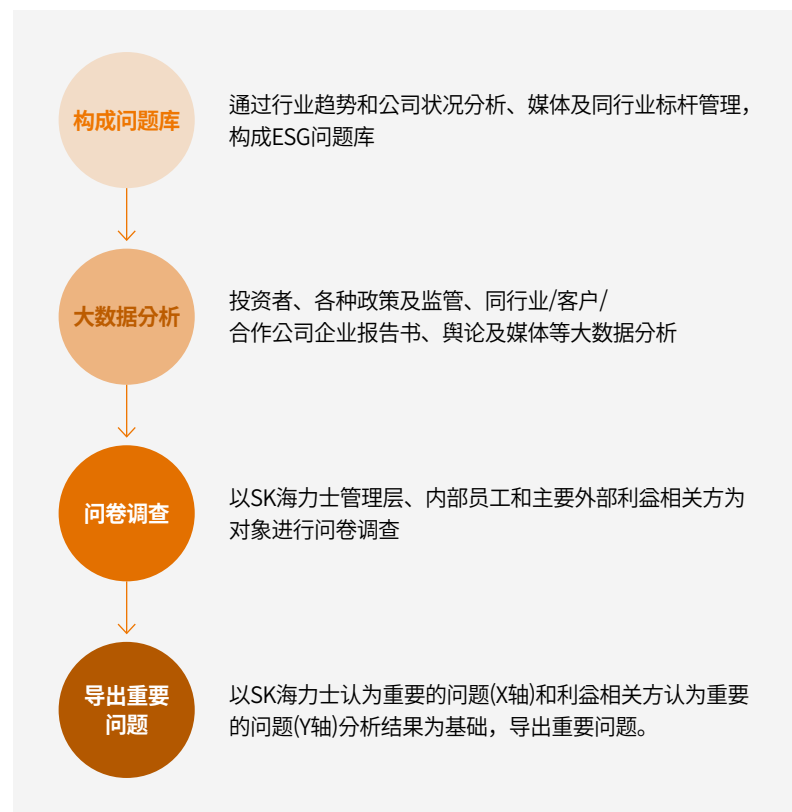 构成问题库
通过行业趋势和公司状况分析、媒体及同行业标杆管理，
构成ESG问题库
大数据分析
投资者、各种政策及监管、同行业/客户/
合作公司企业报告书、舆论及媒体等大数据分析
问卷调查
以SK海力士管理层、内部员工和主要外部利益相关方为
对象进行问卷调查
导出重要
问题
以SK海力士认为重要的问题(X轴)和利益相关方认为重要
的问题(Y轴)分析结果为基础，导出重要问题。